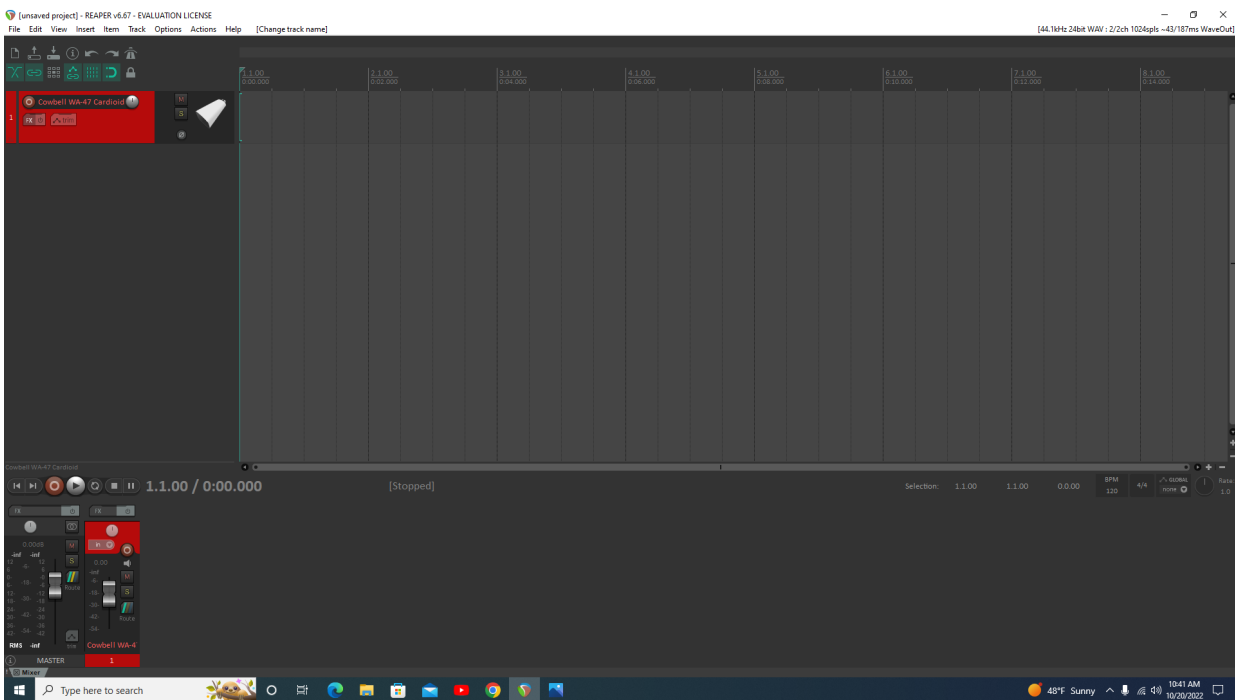 [unsaved project] - REAPER v6.67 - EVALUATION LICENSE
File Edit View Insert Item Track Options Actions Help [Change track name]
[44.1kHz 24bit WAV : 2/2ch 1024spls ~43/187ms WaveOut]
1.1.00 2.1.00 3.1.00 4.1.00 5.1.00 6.1.00 7.1.00 8.1.00
0:00.000 0:02.000 0:04.000 0:06.000 0:08.000 0:10.000 0:12.000 0:14.000
1 Cowbell WA-47 Cardioid M
FX trim S
Cowbell WA-47 Cardioid
1.1.00 / 0:00.000 [Stopped] Selection: 1.1.00 1.1.00 0:0.00 BPM 120 4/4 GLOBAL none Rate: 1.0
FX FX
0.00dB M in
-inf -inf S 0.00
Route -inf M
S
Route
RMS -inf trim Cowbell WA-4
MASTER 1
Mixer
Type here to search
48°F Sunny
10:41 AM
10/20/2022